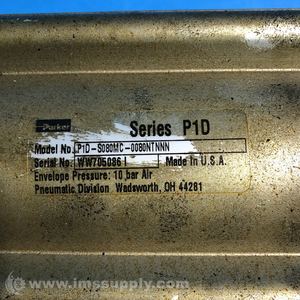 Parker
Series P1D
Model No. P1D-S080MC-0080NTNNN
Serial No. WW705086 I
Made In U.S.A.
Envelope Pressure: 10 bar Air
Pneumatic Division Wadsworth, OH 44281
© www.imssupply.com